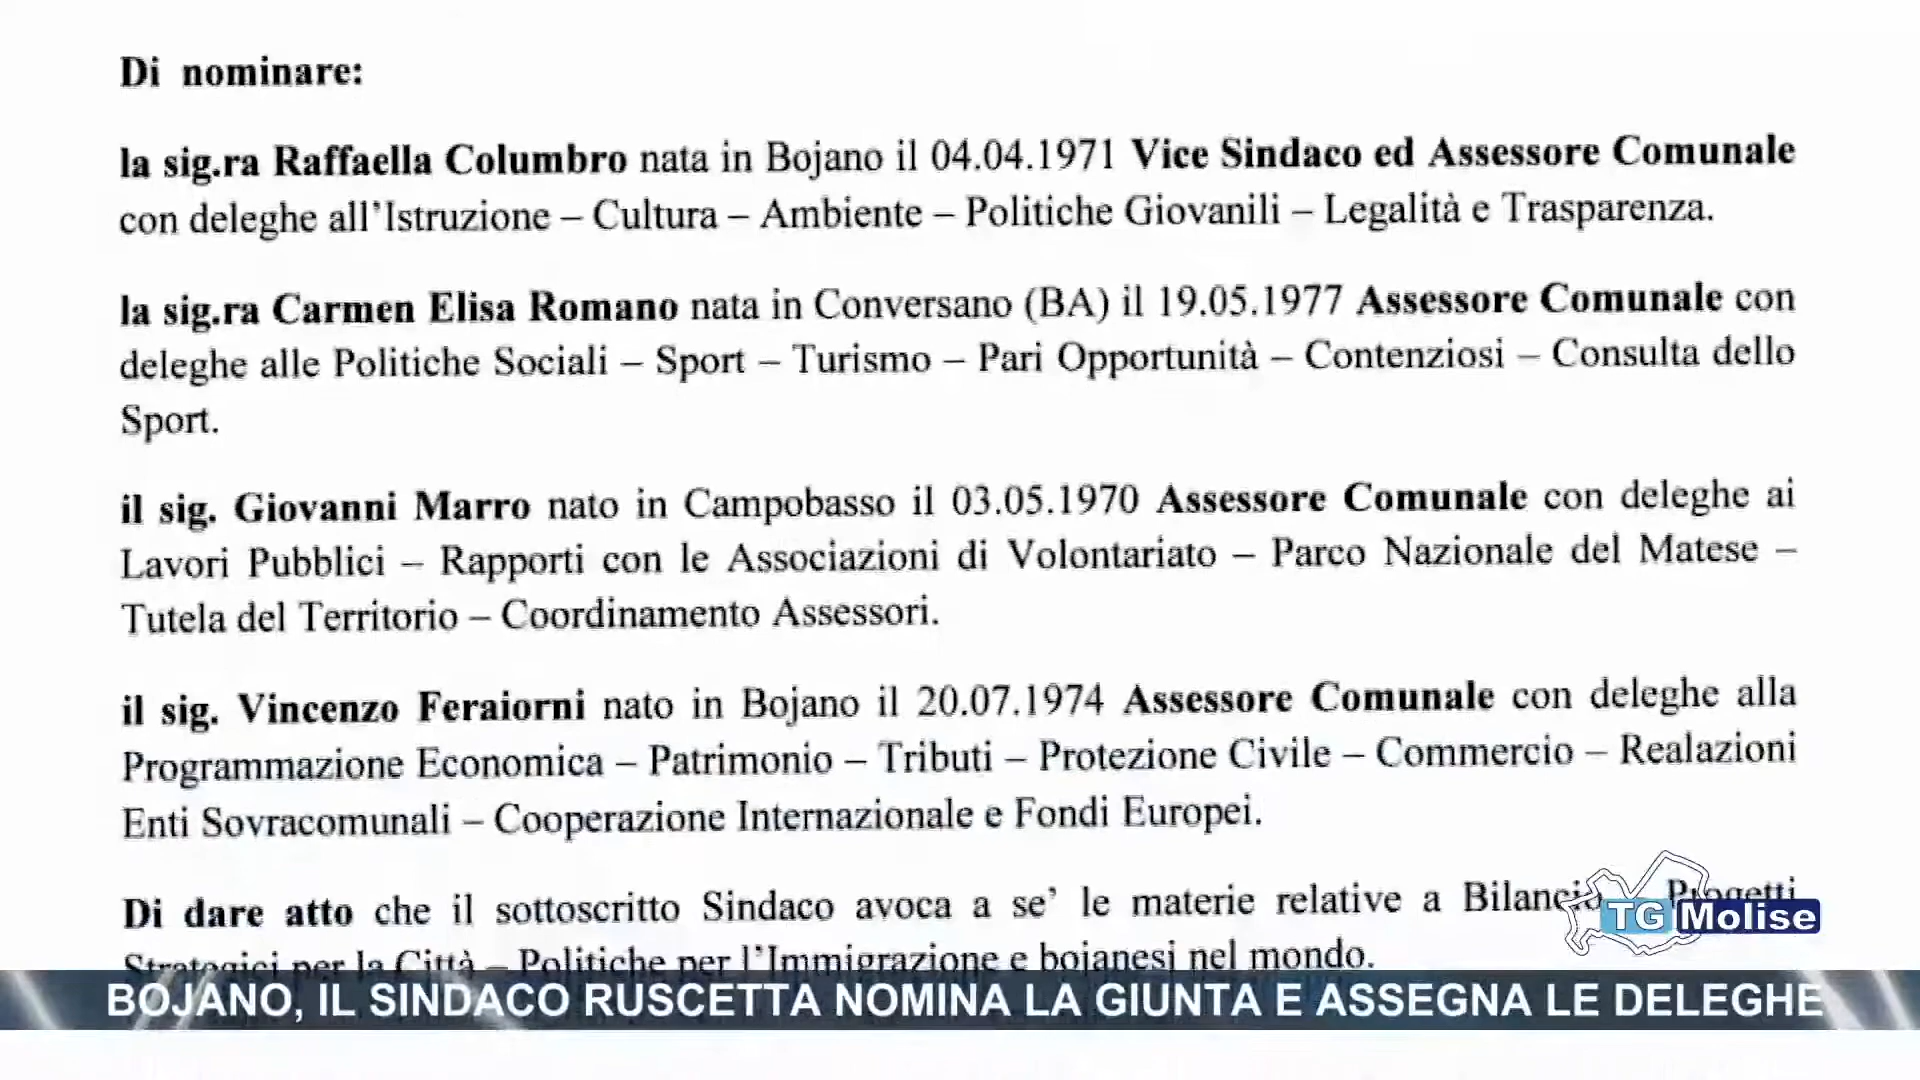 Di nominare:
la sig.ra Raffaella Columbro nata in Bojano il 04.04.1971 Vice Sindaco ed Assessore Comunale
con deleghe all’Istruzione – Cultura – Ambiente – Politiche Giovanili – Legalità e Trasparenza.
la sig.ra Carmen Elisa Romano nata in Conversano (BA) il 19.05.1977 Assessore Comunale con
deleghe alle Politiche Sociali – Sport – Turismo – Pari Opportunità – Contenziosi – Consulta dello
Sport.
il sig. Giovanni Marro nato in Campobasso il 03.05.1970 Assessore Comunale con deleghe ai
Lavori Pubblici – Rapporti con le Associazioni di Volontariato – Parco Nazionale del Matese –
Tutela del Territorio – Coordinamento Assessori.
il sig. Vincenzo Feraiorni nato in Bojano il 20.07.1974 Assessore Comunale con deleghe alla
Programmazione Economica – Patrimonio – Tributi – Protezione Civile – Commercio – Realazioni
Enti Sovracomunali – Cooperazione Internazionale e Fondi Europei.
Di dare atto che il sottoscritto Sindaco avoca a se’ le materie relative a Bilancio Progetti
Strategici per la Città – Politiche per l’Immigrazione e bojanesi nel mondo.
TG Molise
BOJANO, IL SINDACO RUSCETTA NOMINA LA GIUNTA E ASSEGNA LE DELEGHE